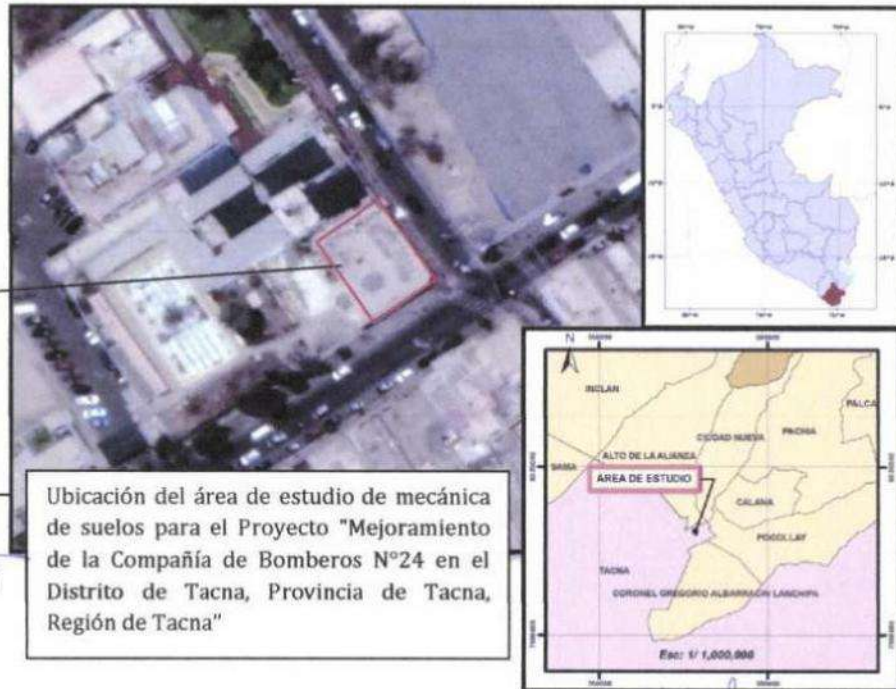 Ubicación del área de estudio de mecánica
de suelos para el Proyecto "Mejoramiento
de la Compañía de Bomberos N°24 en el
Distrito de Tacna, Provincia de Tacna,
Región de Tacna"
N
INCLAN
PALCA
CIUDAD NUEVA
PACHIA
ALTO DE LA ALIANZA
SAMA
ÁREA DE ESTUDIO
CALANA
POCOLLAY
TACNA
CORONEL GREGORIO ALBARRACIN LANCHIPA
Esc: 1/ 1,000,000